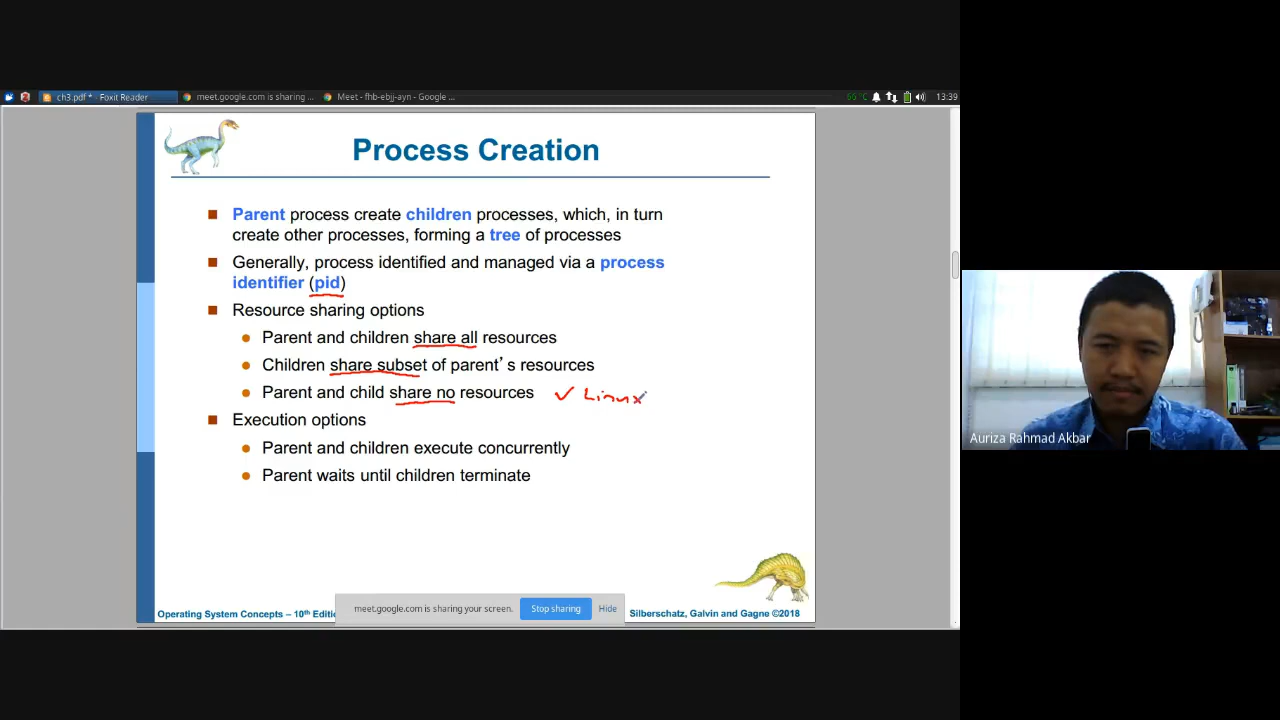 ch3.pdf * - Foxit Reader
meet.google.com is sharing ...
Meet - fhb-ebjj-ayn - Google ...
66°C
13:39
Process Creation
Parent process create children processes, which, in turn
create other processes, forming a tree of processes
Generally, process identified and managed via a process
identifier (pid)
Resource sharing options
Parent and children share all resources
Children share subset of parent's resources
Parent and child share no resources ✓ Linux
Execution options
Parent and children execute concurrently
Parent waits until children terminate
Auriza Rahmad Akbar
Operating System Concepts – 10th Editio
meet.google.com is sharing your screen. Stop sharing Hide
Silberschatz, Galvin and Gagne ©2018